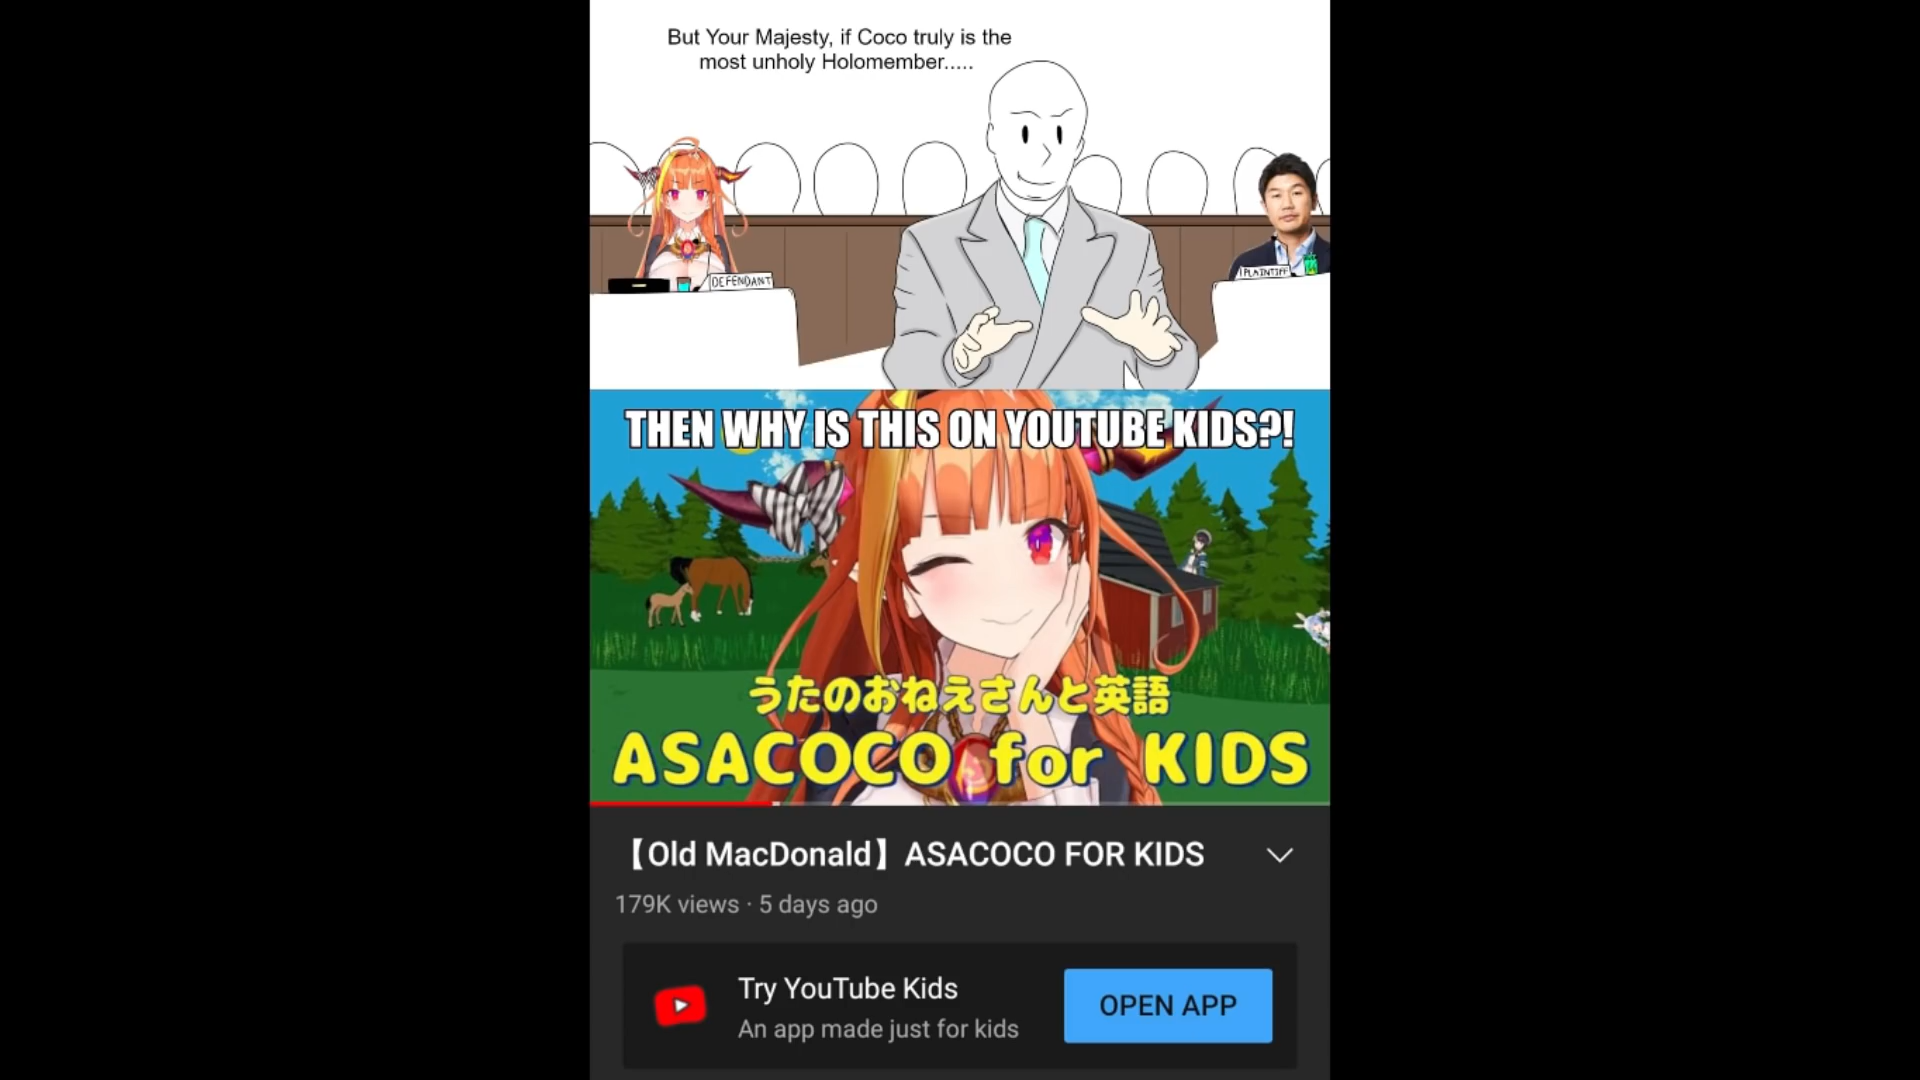 But Your Majesty, if Coco truly is the
most unholy Holomember.....
DEFENDANT
PLAINTIFF
THEN WHY IS THIS ON YOUTUBE KIDS?!
うたのおねえさんと英語
ASACOCO for KIDS
【Old MacDonald】ASACOCO FOR KIDS
179K views · 5 days ago
Try YouTube Kids
An app made just for kids
OPEN APP